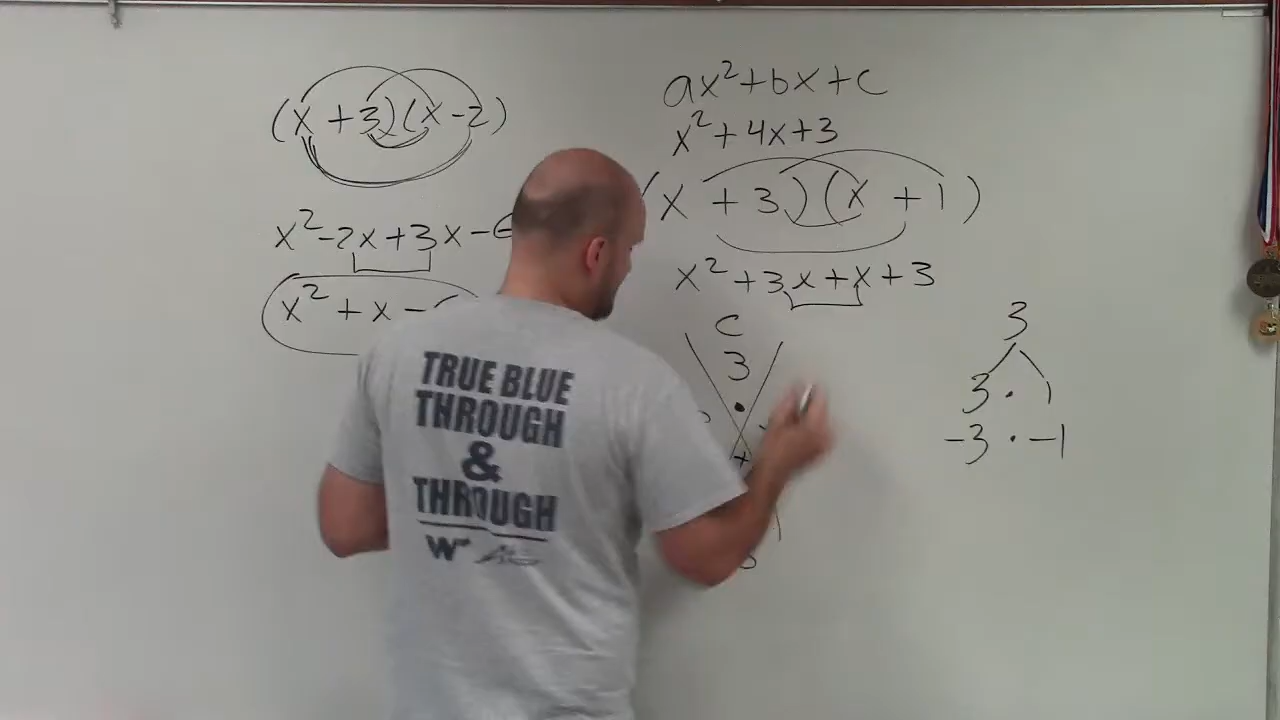 (x +3)(x -2)
x²-2x+3x-6
x² + x -
ax²+bx+c
x²+4x+3
(x +3)(x +1)
x²+3x+x+3
c
3
•
+
3
3 · 1
-3 · -1
TRUE BLUE
THROUGH
&
THROUGH
W